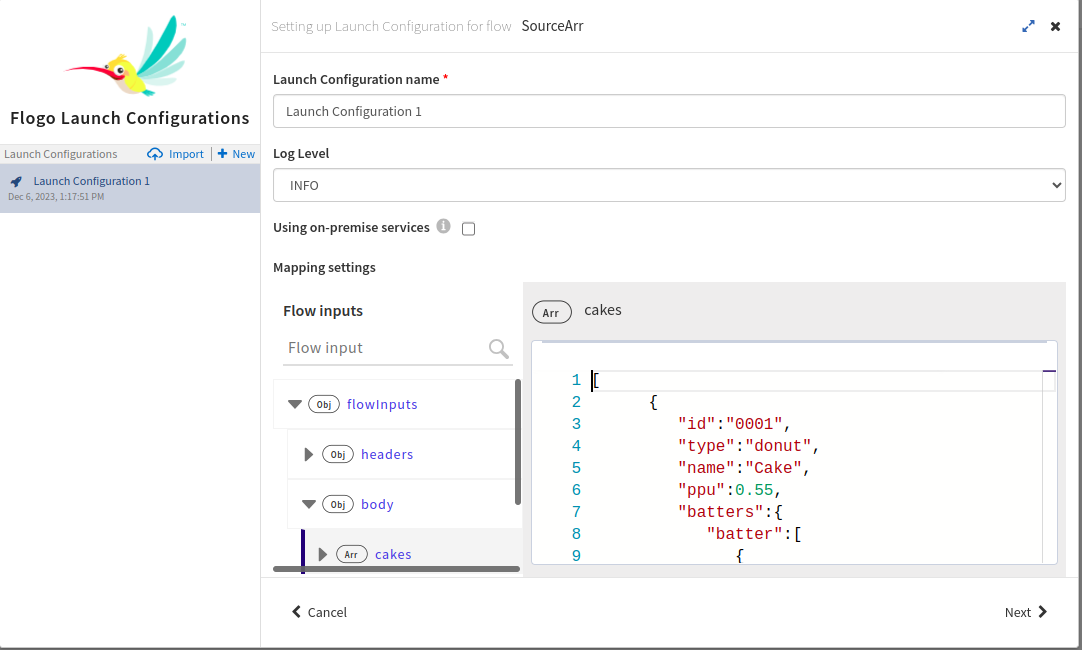 Flogo Launch Configurations
Launch Configurations Import New
Launch Configuration 1
Dec 6, 2023, 1:17:51 PM
Setting up Launch Configuration for flow SourceArr
Launch Configuration name *
Launch Configuration 1
Log Level
INFO
Using on-premise services
Mapping settings
Flow inputs
Flow input
Obj flowInputs
Obj headers
Obj body
Arr cakes
Arr cakes
1 [
2 {
3 "id":"0001",
4 "type":"donut",
5 "name":"Cake",
6 "ppu":0.55,
7 "batters":{
8 "batter":[
9 {
Cancel
Next